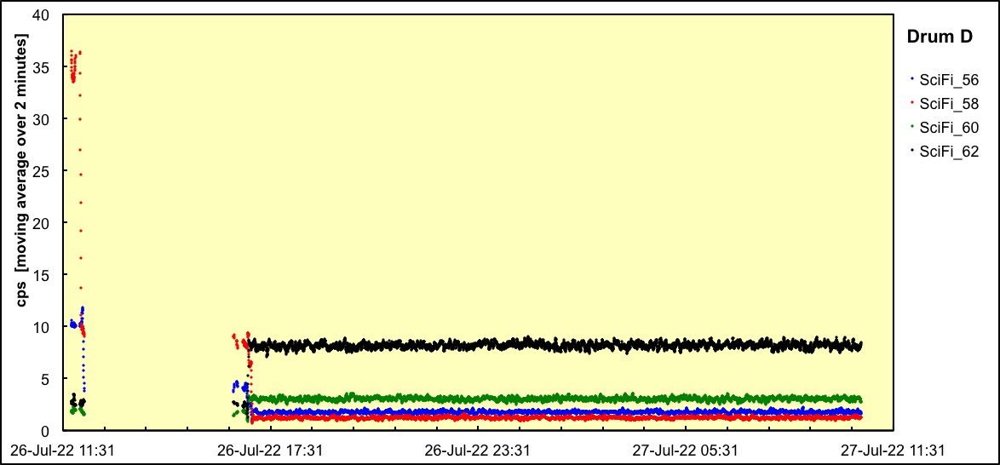 40
35
30
25
20
15
10
5
0
cps [moving average over 2 minutes]
26-Jul-22 11:31
26-Jul-22 17:31
26-Jul-22 23:31
27-Jul-22 05:31
27-Jul-22 11:31
Drum D
SciFi_56
SciFi_58
SciFi_60
SciFi_62